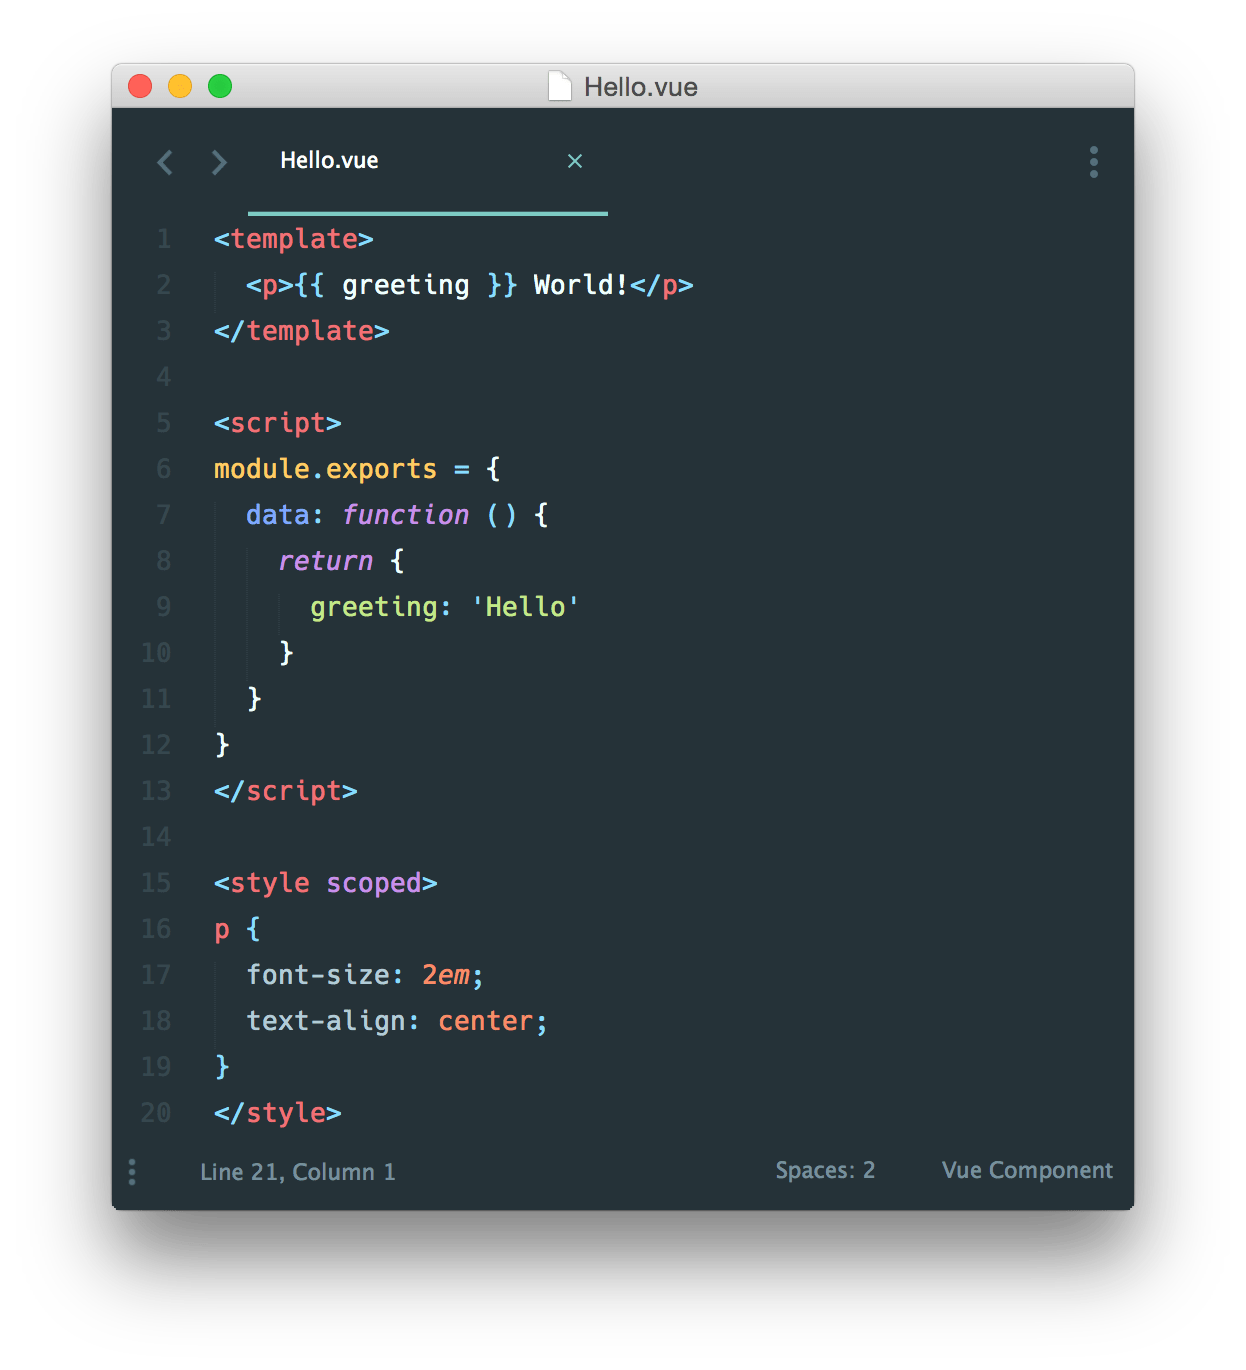 Hello.vue
Hello.vue ×
1 <template>
2   <p>{{ greeting }} World!</p>
3 </template>
4
5 <script>
6 module.exports = {
7   data: function () {
8     return {
9       greeting: 'Hello'
10     }
11   }
12 }
13 </script>
14
15 <style scoped>
16 p {
17   font-size: 2em;
18   text-align: center;
19 }
20 </style>
Line 21, Column 1 Spaces: 2 Vue Component